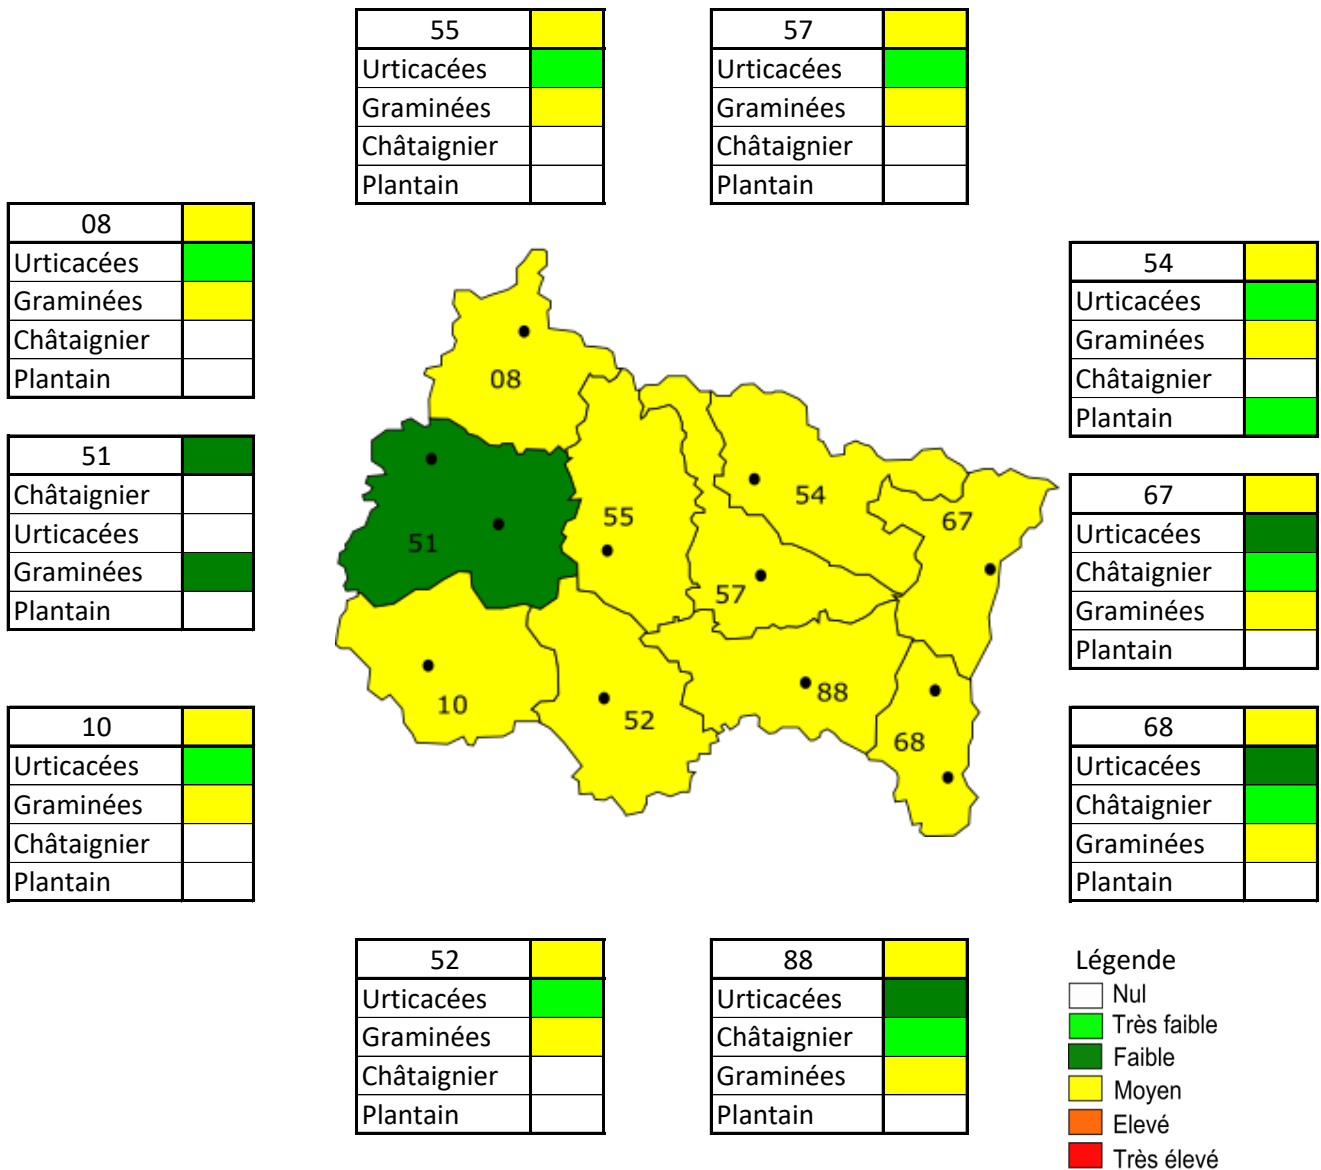 55
Urticacées
Graminées
Châtaignier
Plantain
57
Urticacées
Graminées
Châtaignier
Plantain
08
Urticacées
Graminées
Châtaignier
Plantain
51
Châtaignier
Urticacées
Graminées
Plantain
10
Urticacées
Graminées
Châtaignier
Plantain
08
54
55
67
51
57
88
10
52
68
54
Urticacées
Graminées
Châtaignier
Plantain
67
Urticacées
Châtaignier
Graminées
Plantain
68
Urticacées
Châtaignier
Graminées
Plantain
52
Urticacées
Graminées
Châtaignier
Plantain
88
Urticacées
Châtaignier
Graminées
Plantain
Légende
Nul
Très faible
Faible
Moyen
Elevé
Très élevé